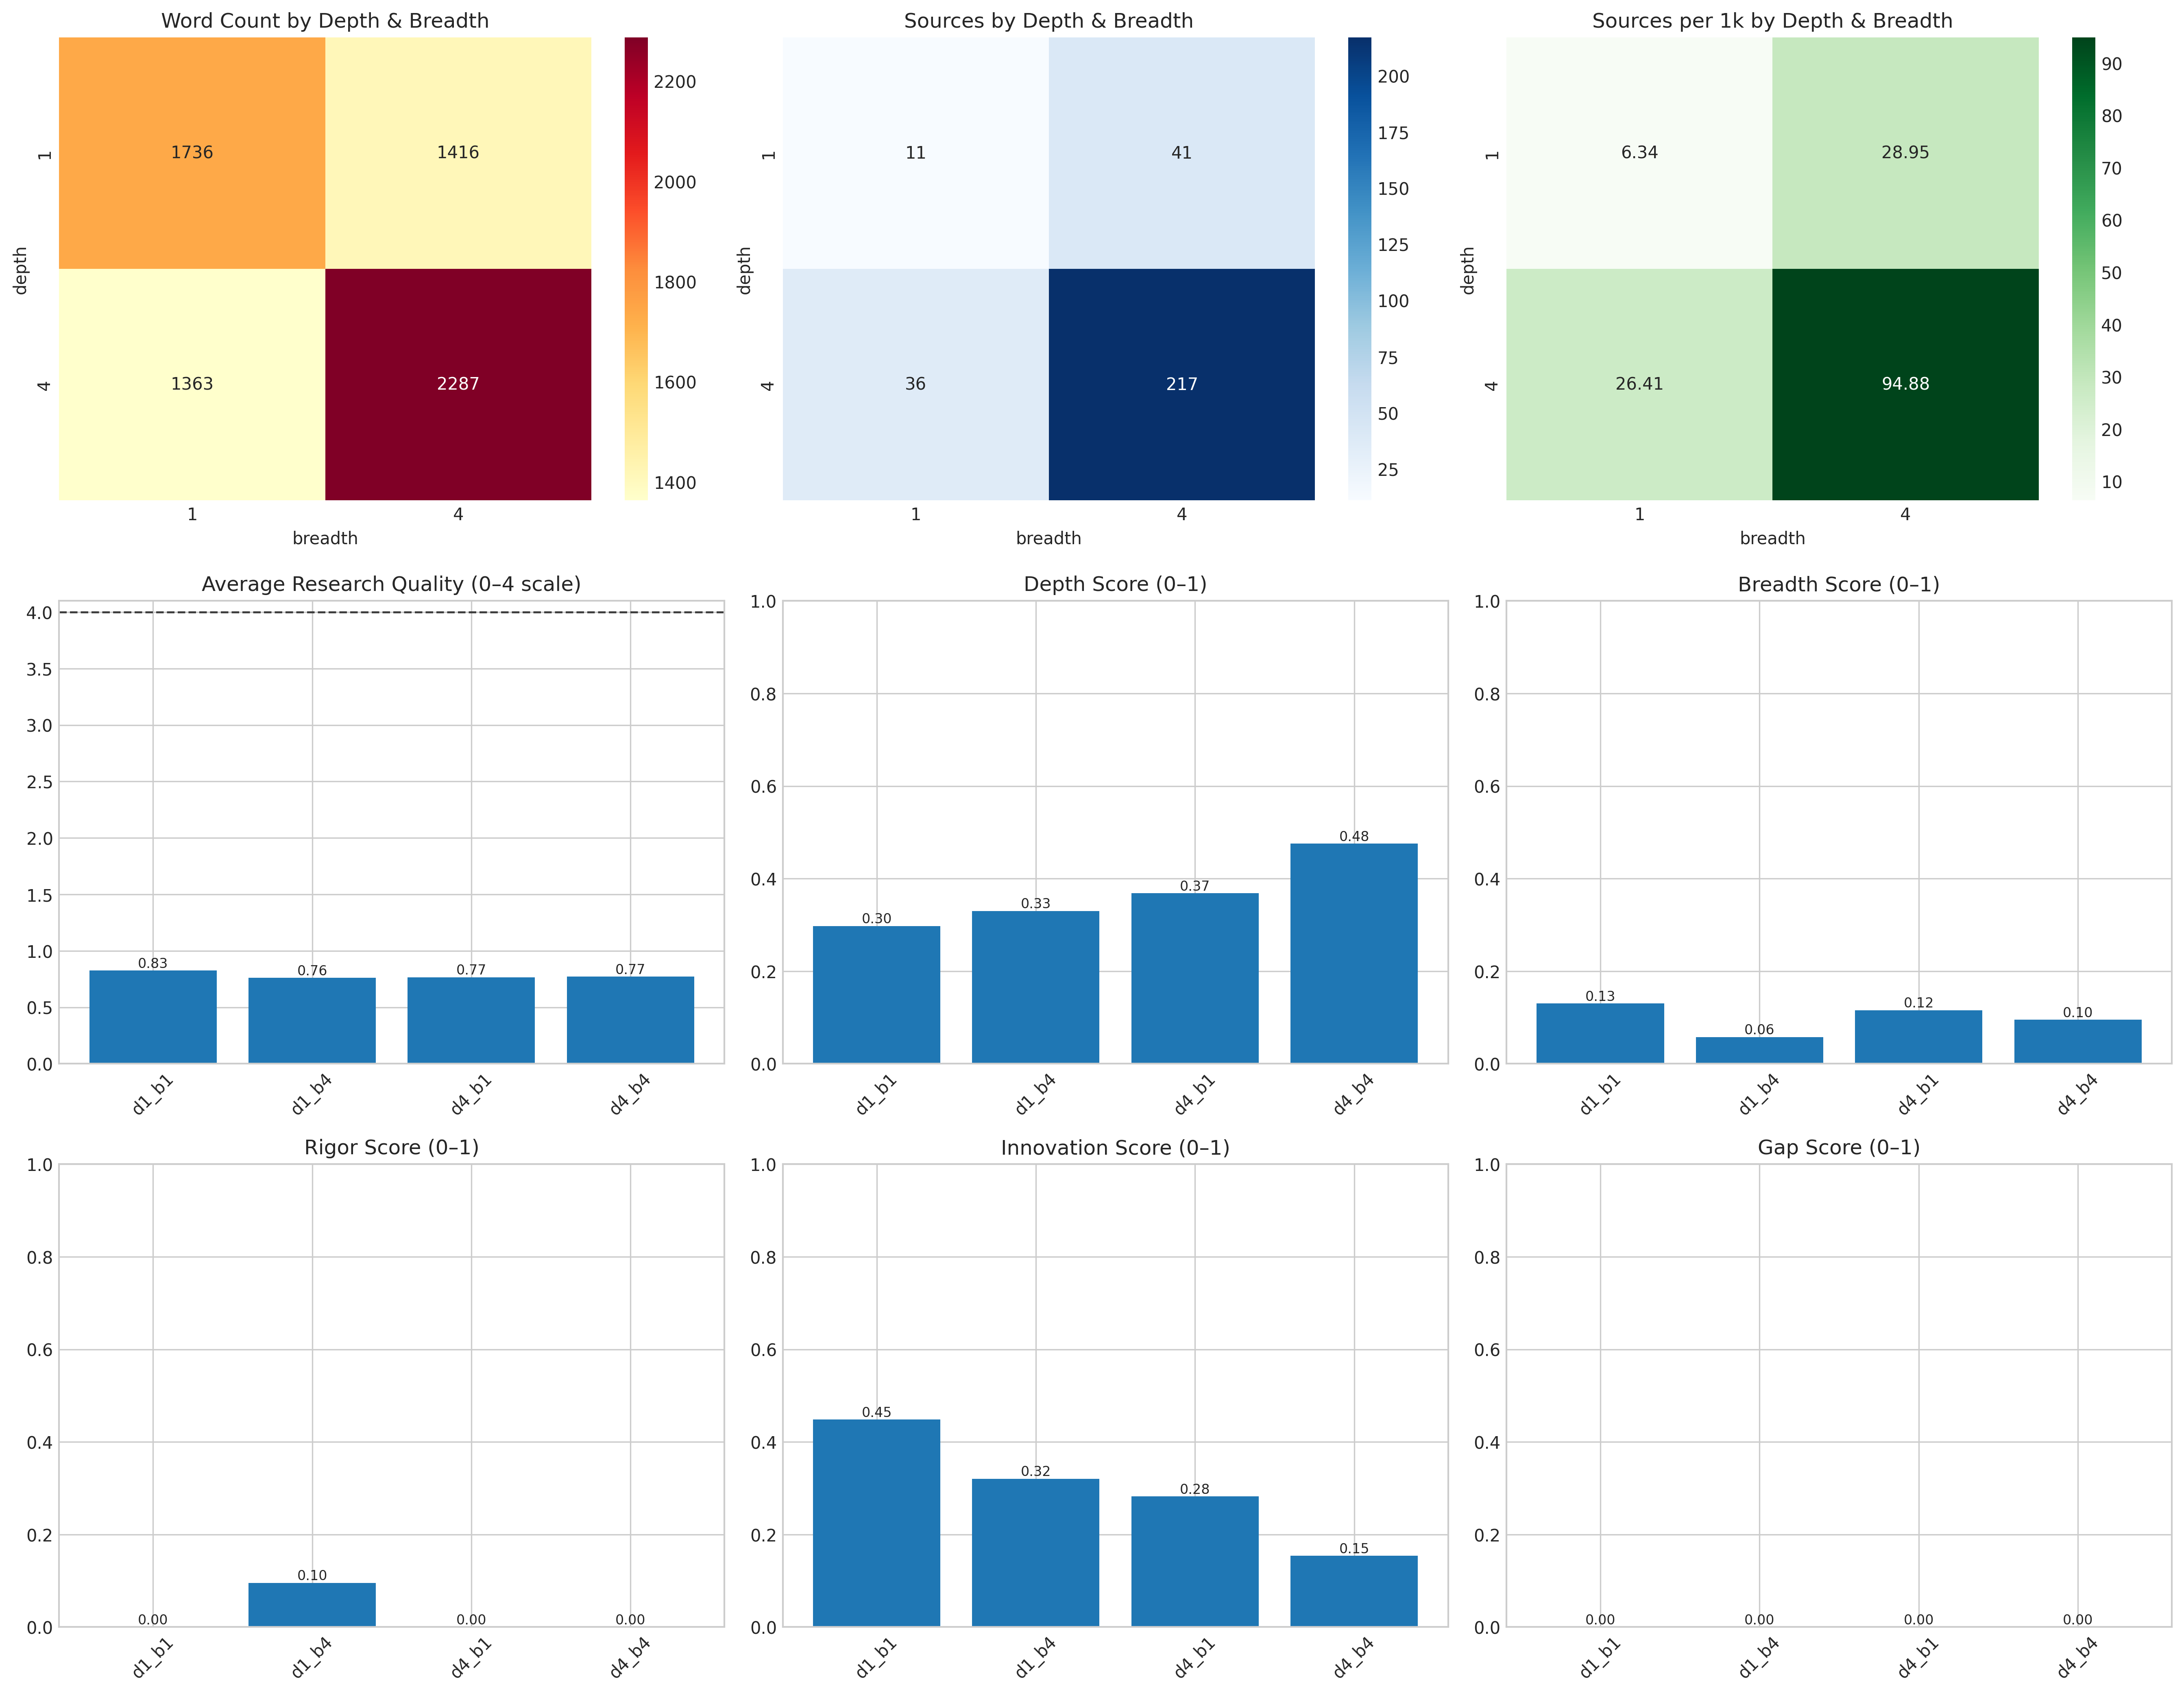 Word Count by Depth & Breadth
1736
1416
1363
2287
1
4
depth
1
4
breadth
2200
2000
1800
1600
1400
Sources by Depth & Breadth
11
41
36
217
1
4
depth
1
4
breadth
200
175
150
125
100
75
50
25
Sources per 1k by Depth & Breadth
6.34
28.95
26.41
94.88
1
4
depth
1
4
breadth
90
80
70
60
50
40
30
20
10
Average Research Quality (0–4 scale)
4.0
3.5
3.0
2.5
2.0
1.5
1.0
0.5
0.0
0.83
0.76
0.77
0.77
d1_b1
d1_b4
d4_b1
d4_b4
Depth Score (0–1)
1.0
0.8
0.6
0.4
0.2
0.0
0.30
0.33
0.37
0.48
d1_b1
d1_b4
d4_b1
d4_b4
Breadth Score (0–1)
1.0
0.8
0.6
0.4
0.2
0.0
0.13
0.06
0.12
0.10
d1_b1
d1_b4
d4_b1
d4_b4
Rigor Score (0–1)
1.0
0.8
0.6
0.4
0.2
0.0
0.00
0.10
0.00
0.00
d1_b1
d1_b4
d4_b1
d4_b4
Innovation Score (0–1)
1.0
0.8
0.6
0.4
0.2
0.0
0.45
0.32
0.28
0.15
d1_b1
d1_b4
d4_b1
d4_b4
Gap Score (0–1)
1.0
0.8
0.6
0.4
0.2
0.0
0.00
0.00
0.00
0.00
d1_b1
d1_b4
d4_b1
d4_b4